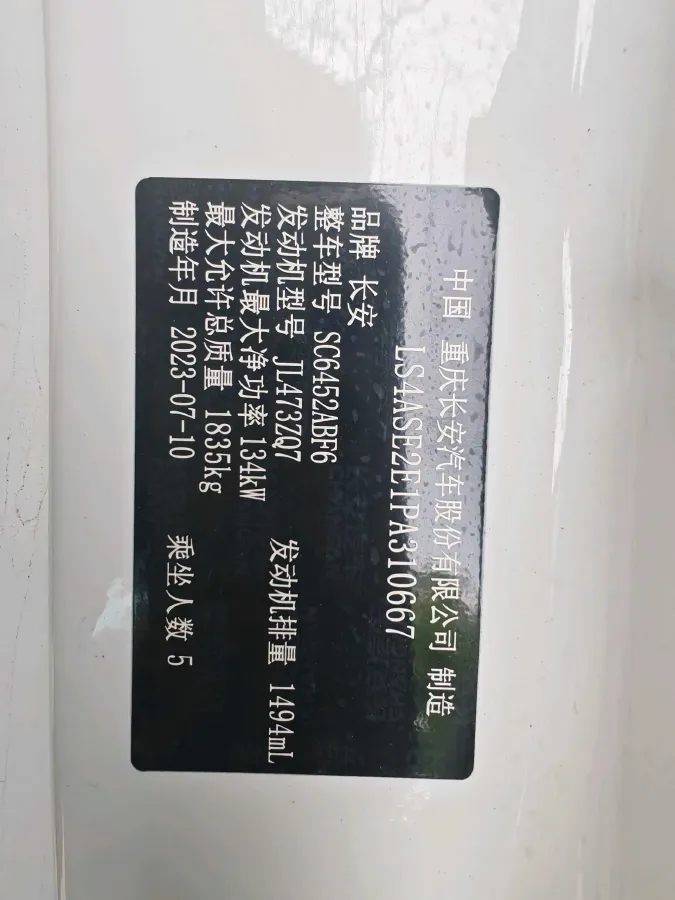 中国 重庆长安汽车股份有限公司 制造
LS4ASE2E1PA310667
品牌 长安
整车型号 SC6452ABF6
发动机型号 JL473ZQ7 发动机排量 1494mL
发动机最大净功率 134kW
最大允许总质量 1835kg
制造年月 2023-07-10 乘坐人数 5